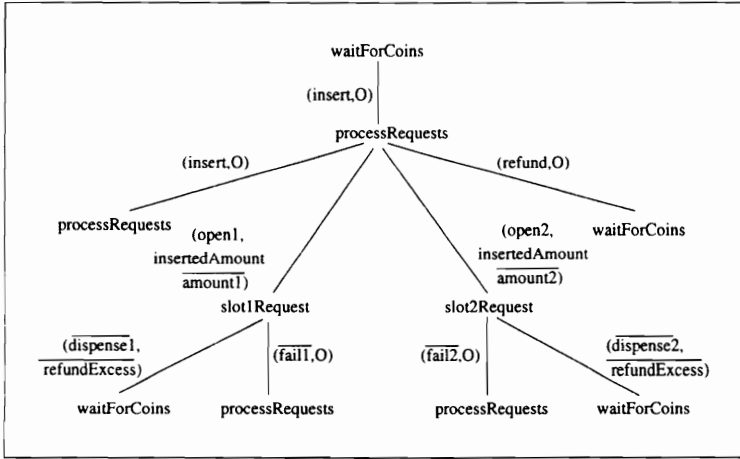 waitForCoins
(insert,O)
processRequests
(insert,O)
(refund,O)
processRequests
(open1,
insertedAmount
amount1)
(open2,
insertedAmount
amount2)
waitForCoins
slot1Request
slot2Request
(dispense1,
refundExcess)
(fail1,O)
(fail2,O)
(dispense2,
refundExcess)
waitForCoins
processRequests
processRequests
waitForCoins